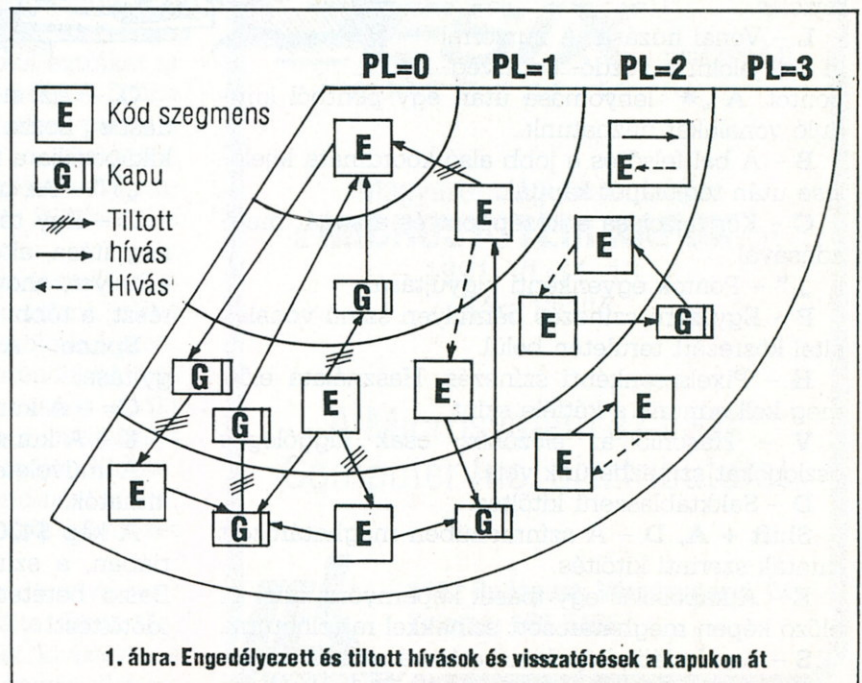 PL=0 PL=1 PL=2 PL=3
E Kód szegmens
G Kapu
Tiltott
hívás
Hívás
E
E
E
E
G
E
G
G
E
E
E
G
E
E
G
E
G
1. ábra. Engedélyezett és tiltott hívások és visszatérések a kapukon át